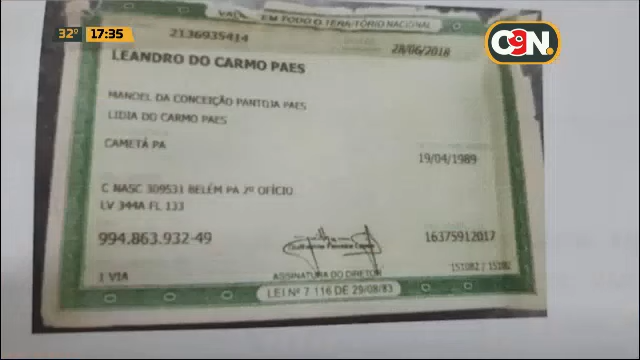 32° 17:35
C9N.
EM TODO O TERRITÓRIO NACIONAL
2136935414
28/06/2018
LEANDRO DO CARMO PAES
MANOEL DA CONCEIÇÃO PANTOJA PAES
LIDIA DO CARMO PAES
CAMETÁ PA
19/04/1989
C NASC 309531 BELÉM PA 2º OFÍCIO
LV 344A FL 133
994.863.932-49
16375912017
1 VIA
ASSINATURA DO DIRETOR
LEI Nº 7.116 DE 29/08/83